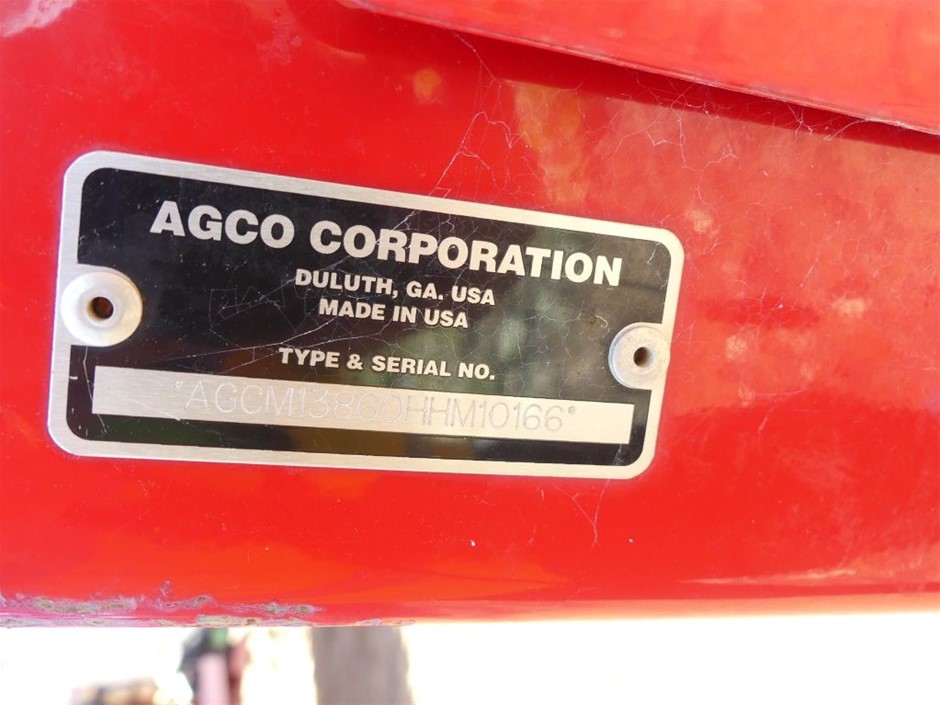 AGCO CORPORATION
DULUTH, GA. USA
MADE IN USA
TYPE & SERIAL NO.
*AGCM13860HHM10166*